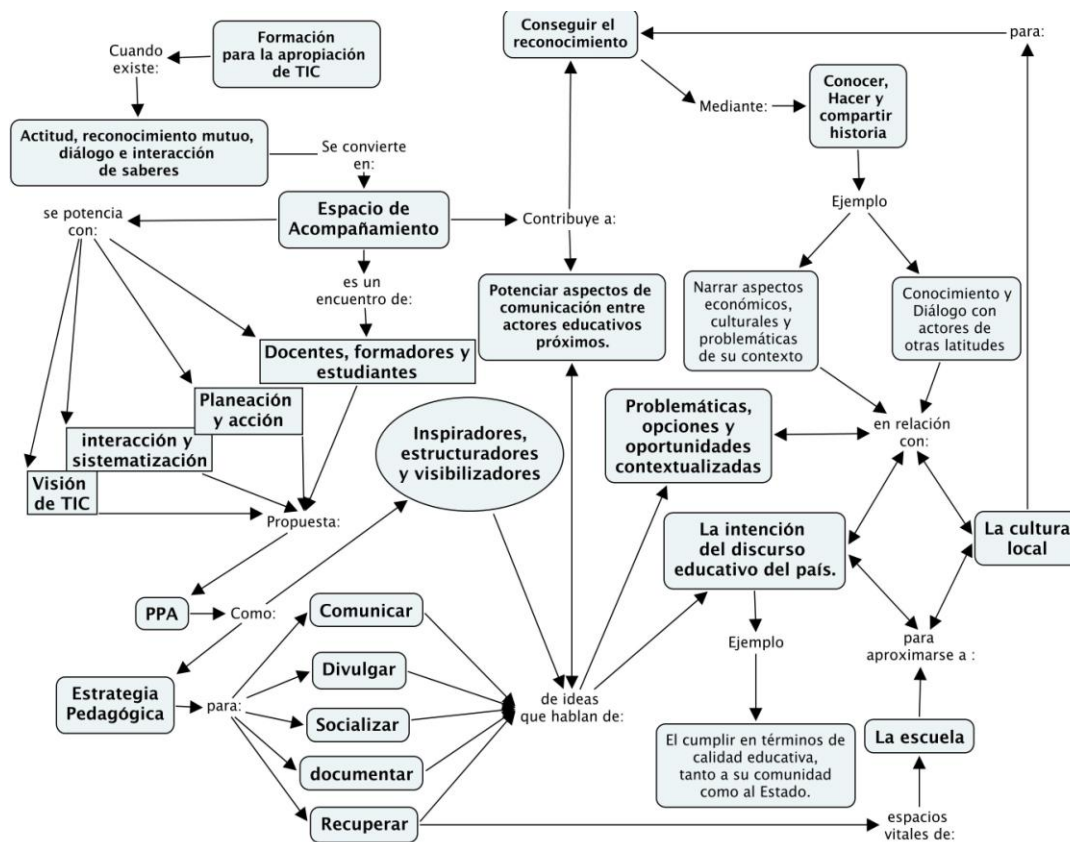 Formación
para la apropiación
de TIC
Cuando
existe:
Actitud, reconocimiento mutuo,
diálogo e interacción
de saberes
Se convierte
en:
Espacio de
Acompañamiento
se potencia
con:
es un
encuentro de:
Contribuye a:
Conseguir el
reconocimiento
para:
Mediante:
Conocer,
Hacer y
compartir
historia
Ejemplo
Narrar aspectos
económicos,
culturales y
problemáticas
de su contexto
Conocimiento y
Diálogo con
actores de
otras latitudes
Potenciar aspectos de
comunicación entre
actores educativos
próximos.
Docentes, formadores y
estudiantes
Planeación
y acción
interacción y
sistematización
Visión
de TIC
Propuesta:
Inspiradores,
estructuradores
y visibilizadores
Problemáticas,
opciones y
oportunidades
contextualizadas
en relación
con:
La intención
del discurso
educativo del país.
La cultura
local
PPA
Como:
Estrategia
Pedagógica
para:
Comunicar
Divulgar
Socializar
documentar
Recuperar
de ideas
que hablan de:
Ejemplo
El cumplir en términos de
calidad educativa,
tanto a su comunidad
como al Estado.
para
aproximarse a :
La escuela
espacios
vitales de: